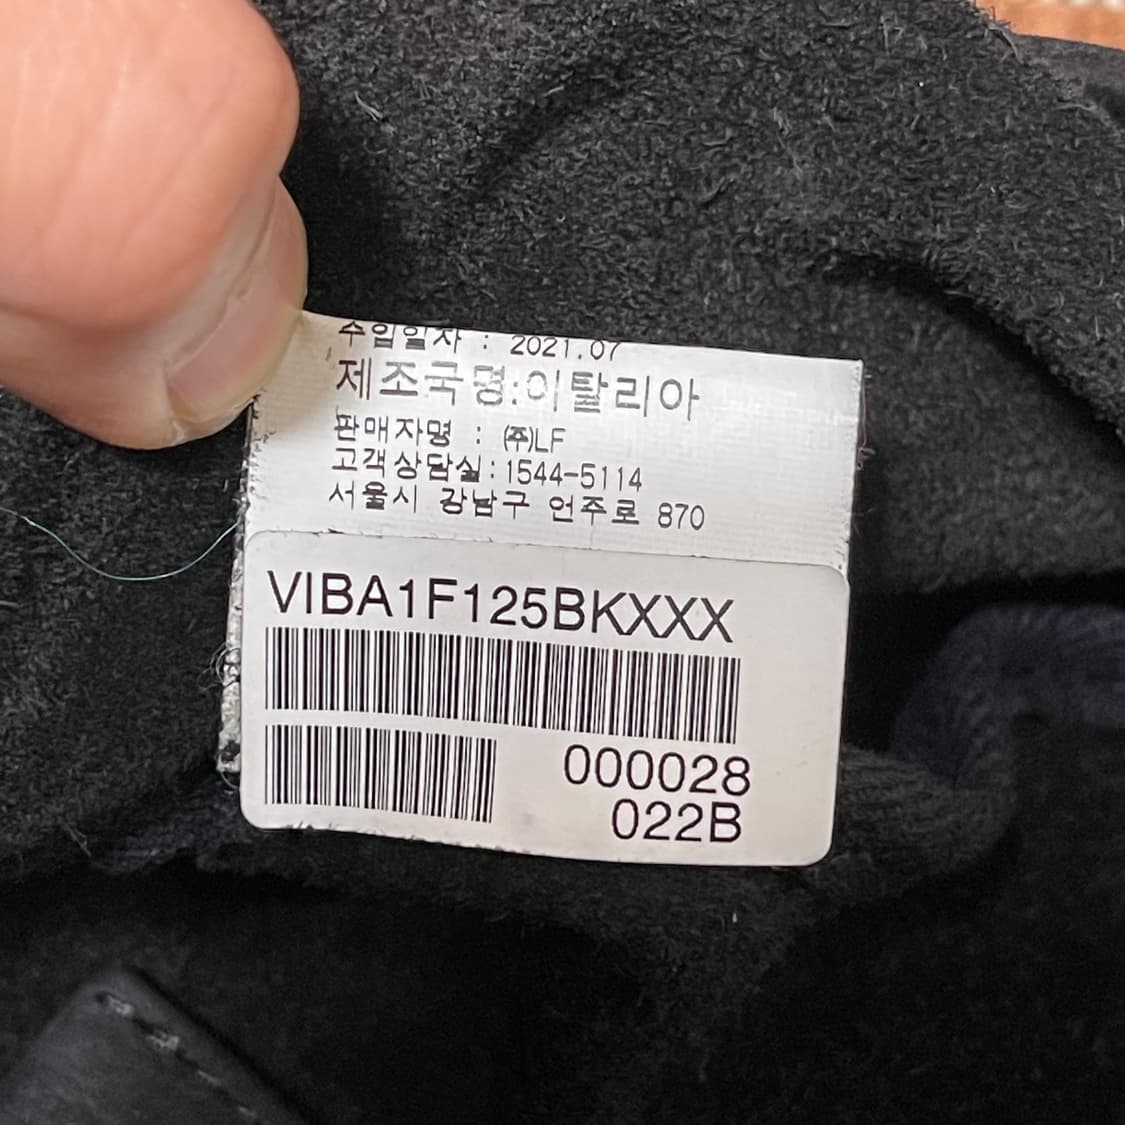 수입일자 : 2021.07
제조국명:이탈리아
판매자명 : ㈜LF
고객상담실:1544-5114
서울시 강남구 언주로 870
VIBA1F125BKXXX
000028
022B